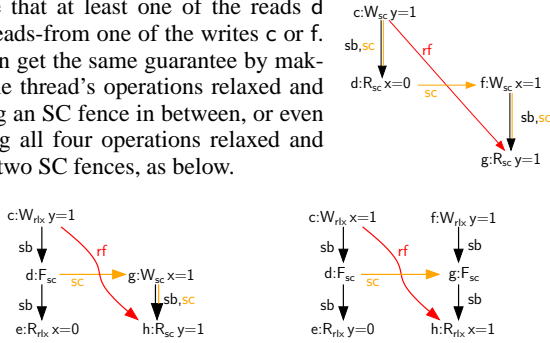 e that at least one of the reads d
eads-from one of the writes c or f.
n get the same guarantee by mak-
e thread's operations relaxed and
g an SC fence in between, or even
g all four operations relaxed and
two SC fences, as below.
c:Wsc y=1
sb,sc
rf
d:Rsc x=0
sc
f:Wsc x=1
sb,sc
g:Rsc y=1
c:Wrlx y=1
sb
rf
d:Fsc
sc
g:Wsc x=1
sb
sb,sc
e:Rrlx x=0
h:Rsc y=1
c:Wrlx x=1
f:Wrlx y=1
sb
rf
sb
d:Fsc
sc
g:Fsc
sb
sb
e:Rrlx y=0
h:Rrlx x=1